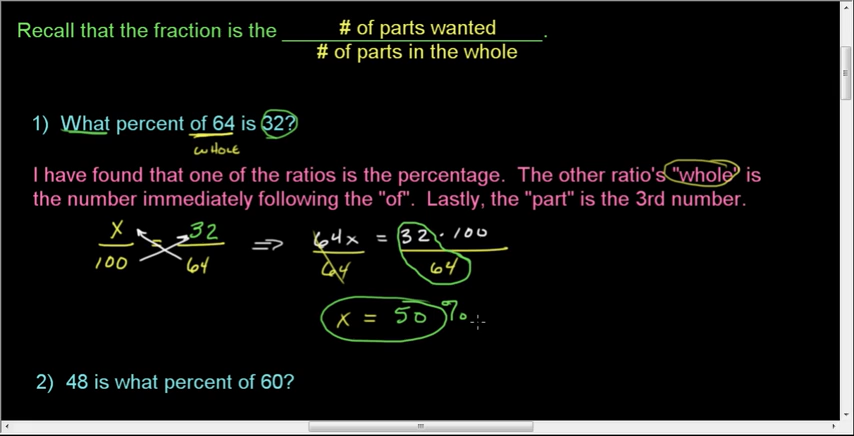 Recall that the fraction is the # of parts wanted / # of parts in the whole.
1) What percent of 64 is 32?
WHOLE
I have found that one of the ratios is the percentage. The other ratio's "whole" is
the number immediately following the "of". Lastly, the "part" is the 3rd number.
x/100 = 32/64 ⇒ 64x/64 = 32·100/64
x = 50%
2) 48 is what percent of 60?